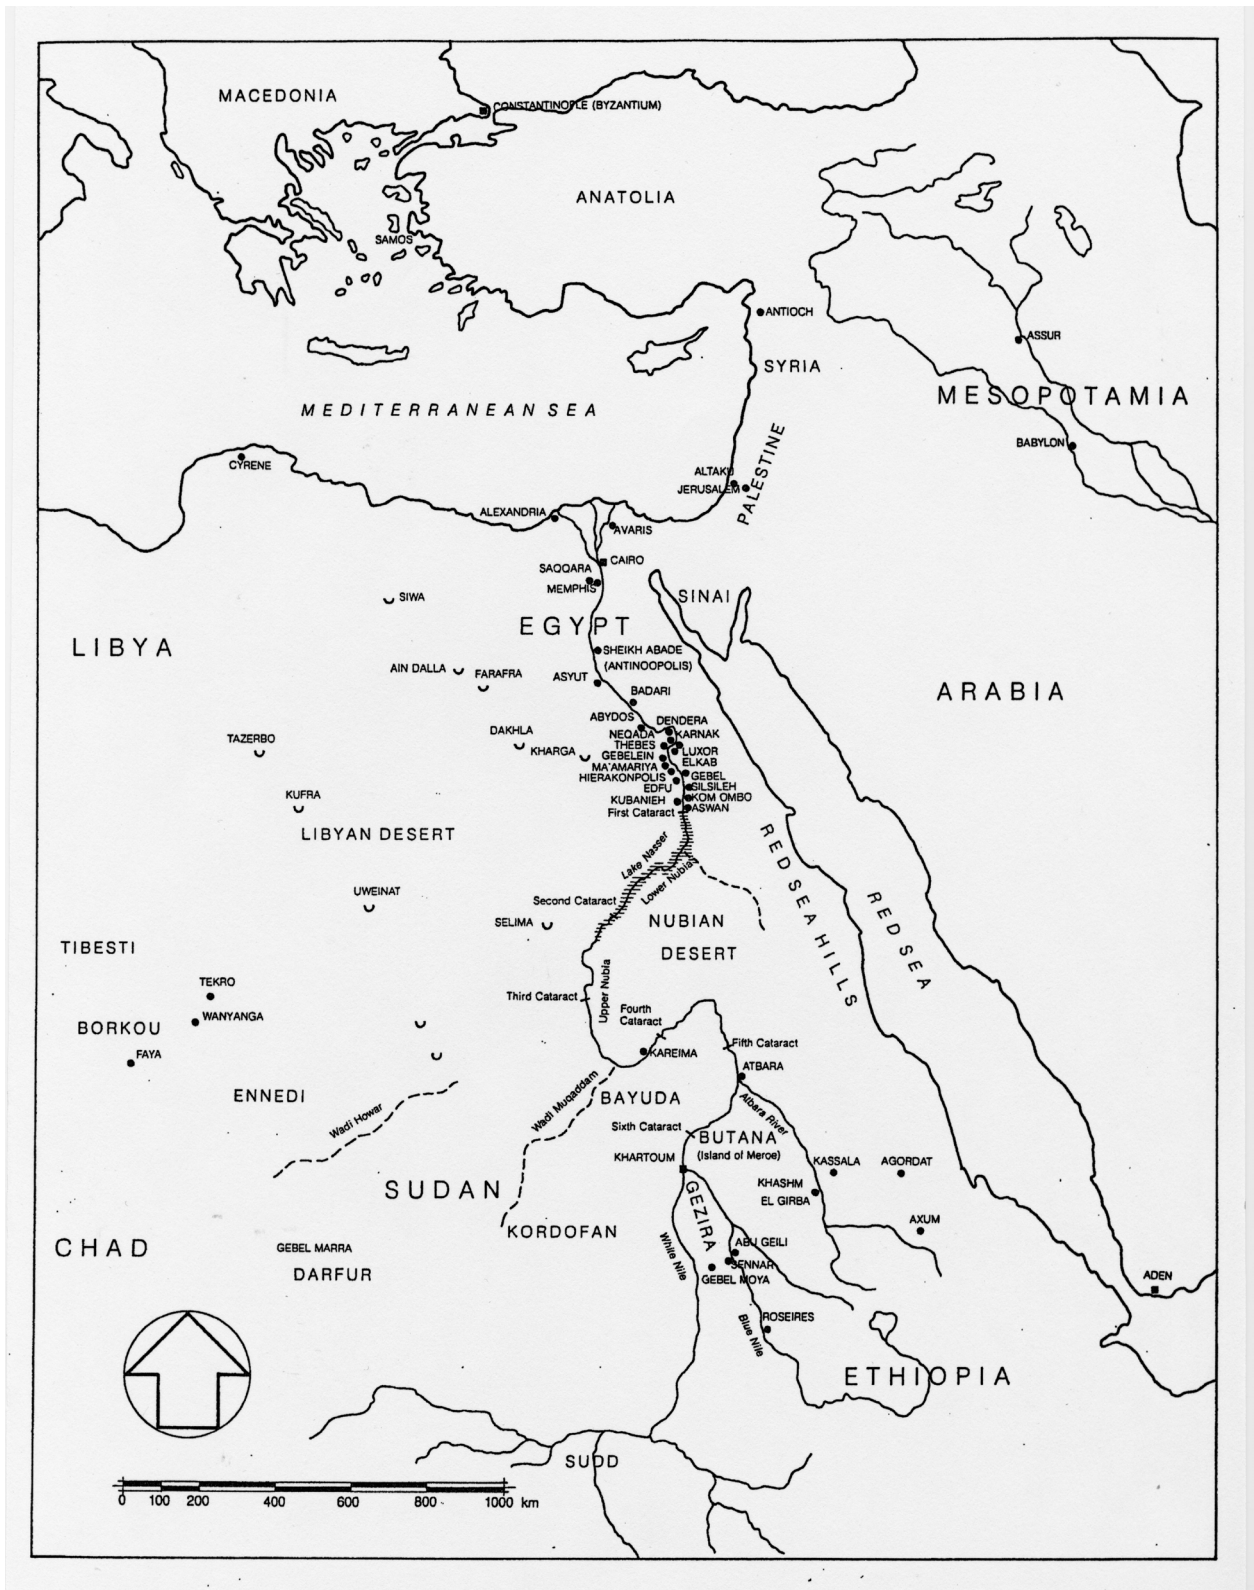 MACEDONIA
CONSTANTINOPLE (BYZANTIUM)
ANATOLIA
SAMOS
ANTIOCH
ASSUR
SYRIA
MESOPOTAMIA
MEDITERRANEAN SEA
BABYLON
CYRENE
ALTAKU
JERUSALEM
PALESTINE
ALEXANDRIA
AVARIS
CAIRO
SAQQARA
MEMPHIS
SIWA
SINAI
EGYPT
LIBYA
SHEIKH ABADE
(ANTINOOPOLIS)
AIN DALLA
FARAFRA
ASYUT
BADARI
ARABIA
ABYDOS
DENDERA
DAKHLA
NEQADA
KARNAK
TAZERBO
THEBES
KHARGA
LUXOR
GEBELEIN
ELKAB
MA'AMARIYA
HIERAKONPOLIS
GEBEL
SILSILEH
EDFU
KUFRA
KUBANIEH
KOM OMBO
First Cataract
ASWAN
LIBYAN DESERT
Lake Nasser
Lower Nubia
RED SEA HILLS
RED SEA
UWEINAT
Second Cataract
SELIMA
NUBIAN
DESERT
TIBESTI
TEKRO
Upper Nubia
Third Cataract
WANYANGA
Fourth
Cataract
BORKOU
FAYA
KAREIMA
Fifth Cataract
ATBARA
ENNEDI
Wadi Howar
Wadi Muqaddam
BAYUDA
Atbara River
Sixth Cataract
BUTANA
(Island of Meroe)
KHARTOUM
KASSALA
AGORDAT
KHASHM
EL GIRBA
SUDAN
GEZIRA
AXUM
KORDOFAN
CHAD
GEBEL MARRA
DARFUR
White Nile
ABU GEILI
SENNAR
GEBEL MOYA
ADEN
Blue Nile
ROSEIRES
ETHIOPIA
SUDD
0 100 200 400 600 800 1000 km